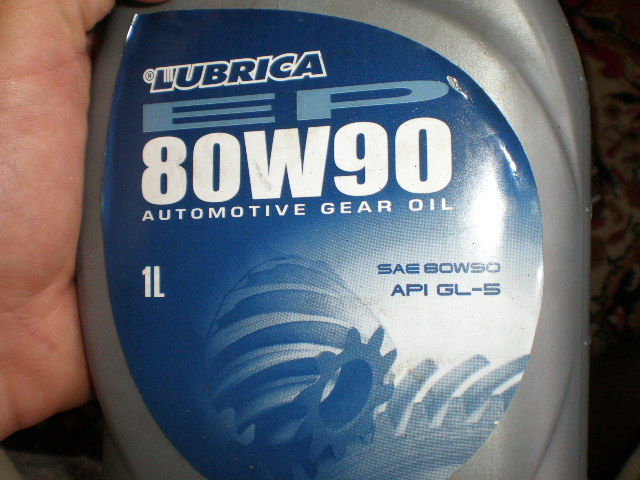 ® LUBRICA
EP
80W90
AUTOMOTIVE GEAR OIL
1L
SAE 80W90
API GL-5